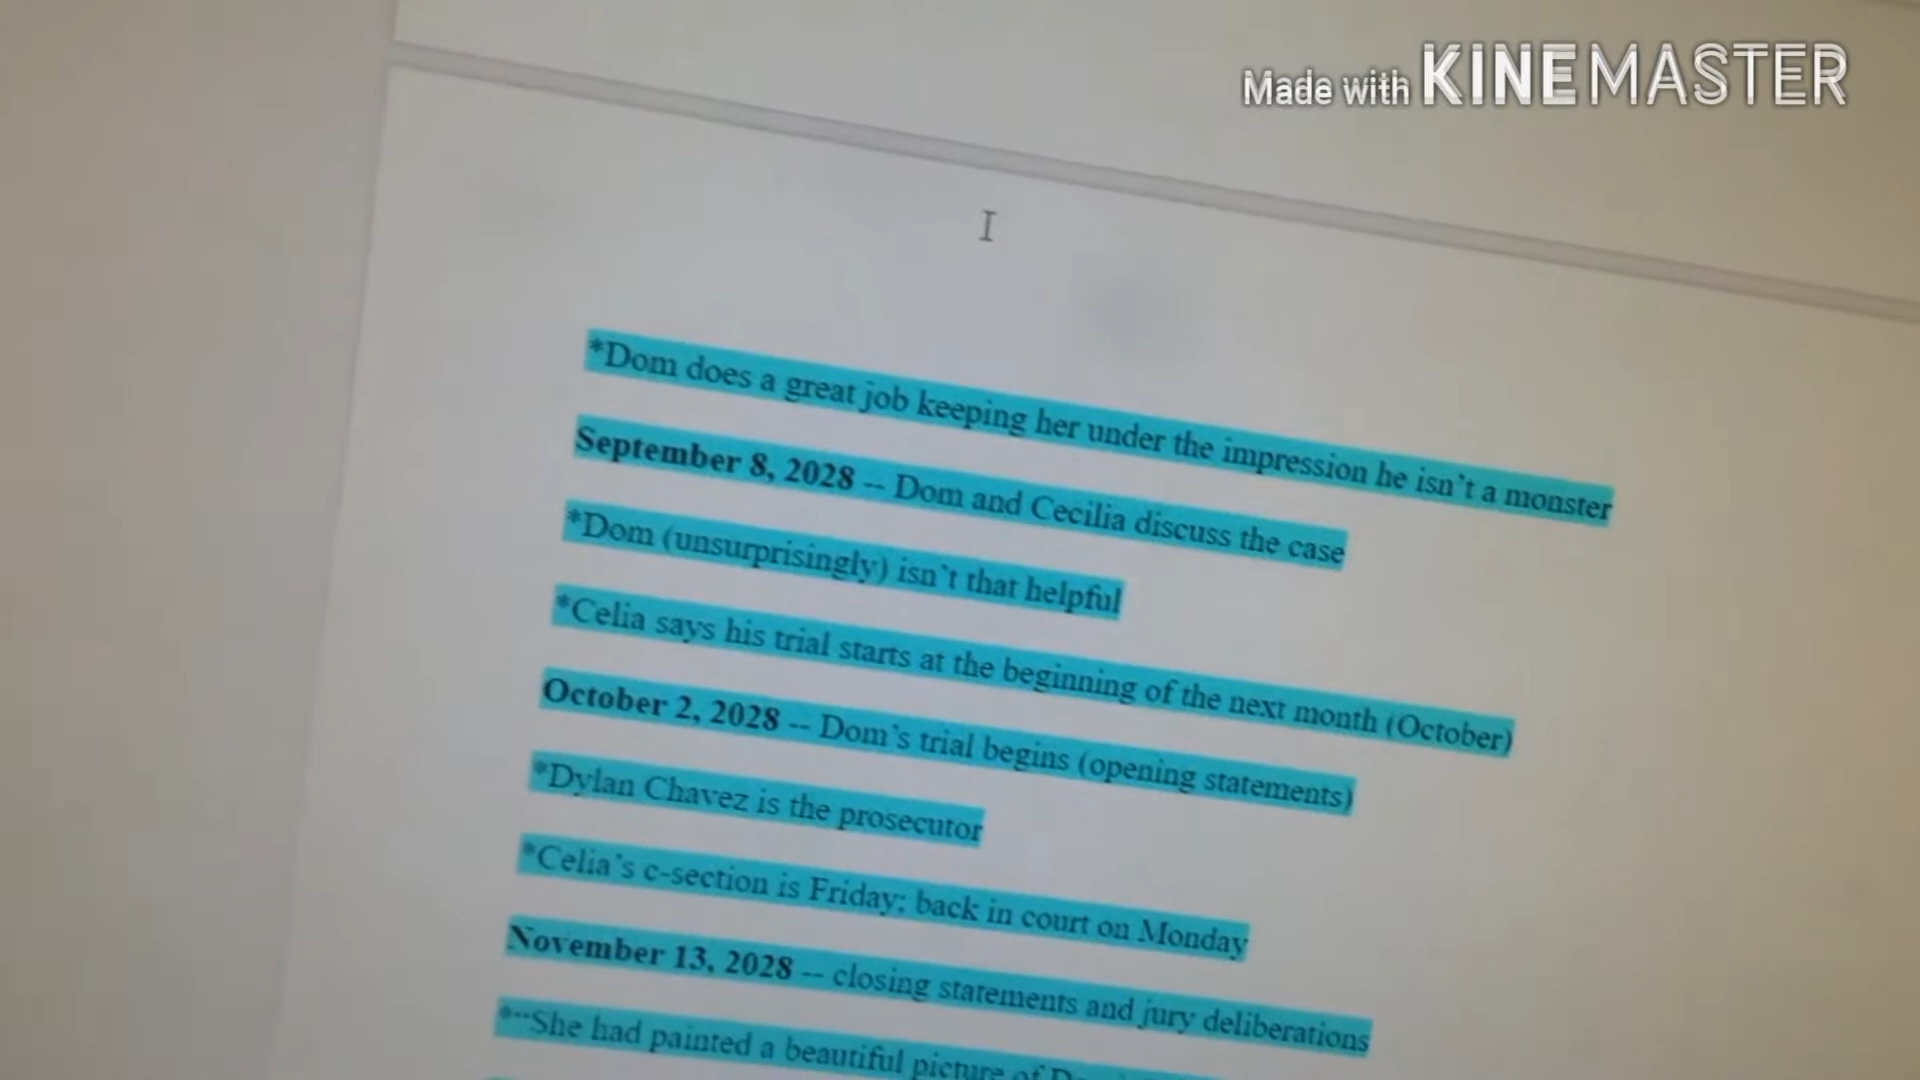 Made with KINEMASTER
*Dom does a great job keeping her under the impression he isn't a monster
September 8, 2028 -- Dom and Cecilia discuss the case
*Dom (unsurprisingly) isn't that helpful
*Celia says his trial starts at the beginning of the next month (October)
October 2, 2028 -- Dom's trial begins (opening statements)
*Dylan Chavez is the prosecutor
*Celia's c-section is Friday; back in court on Monday
November 13, 2028 -- closing statements and jury deliberations
*"She had painted a beautiful picture of